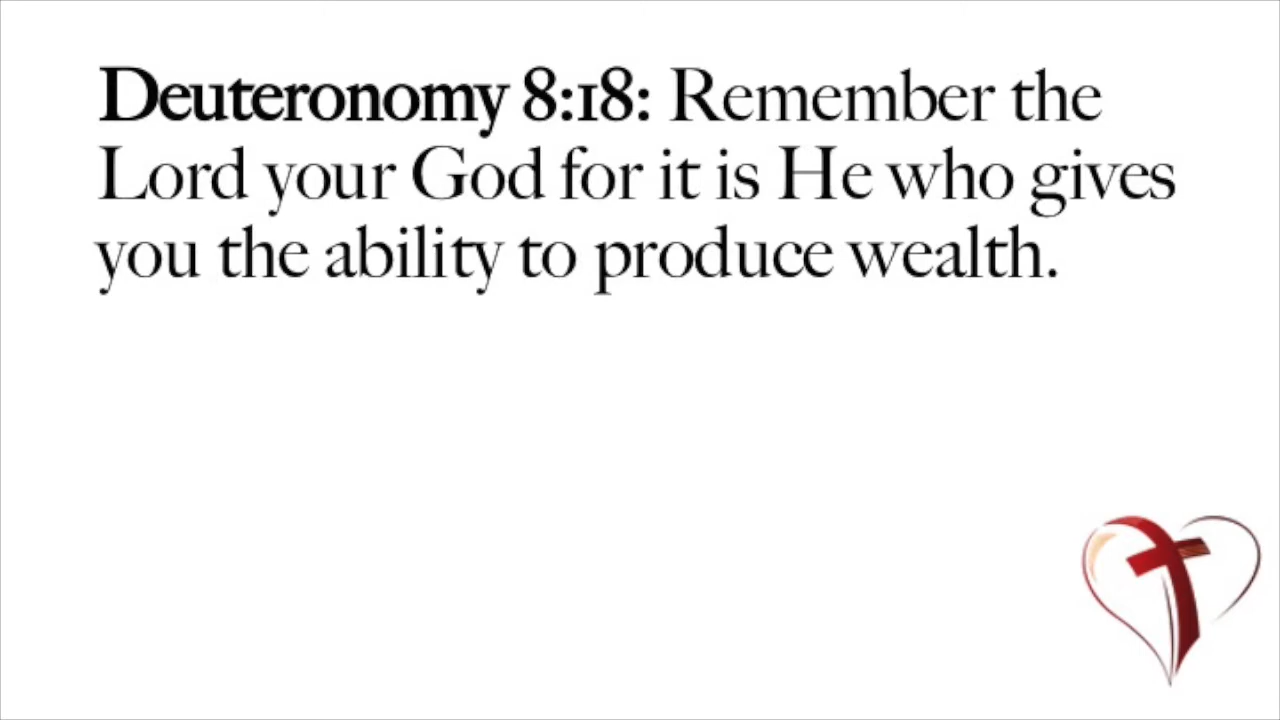 Deuteronomy 8:18: Remember the
Lord your God for it is He who gives
you the ability to produce wealth.